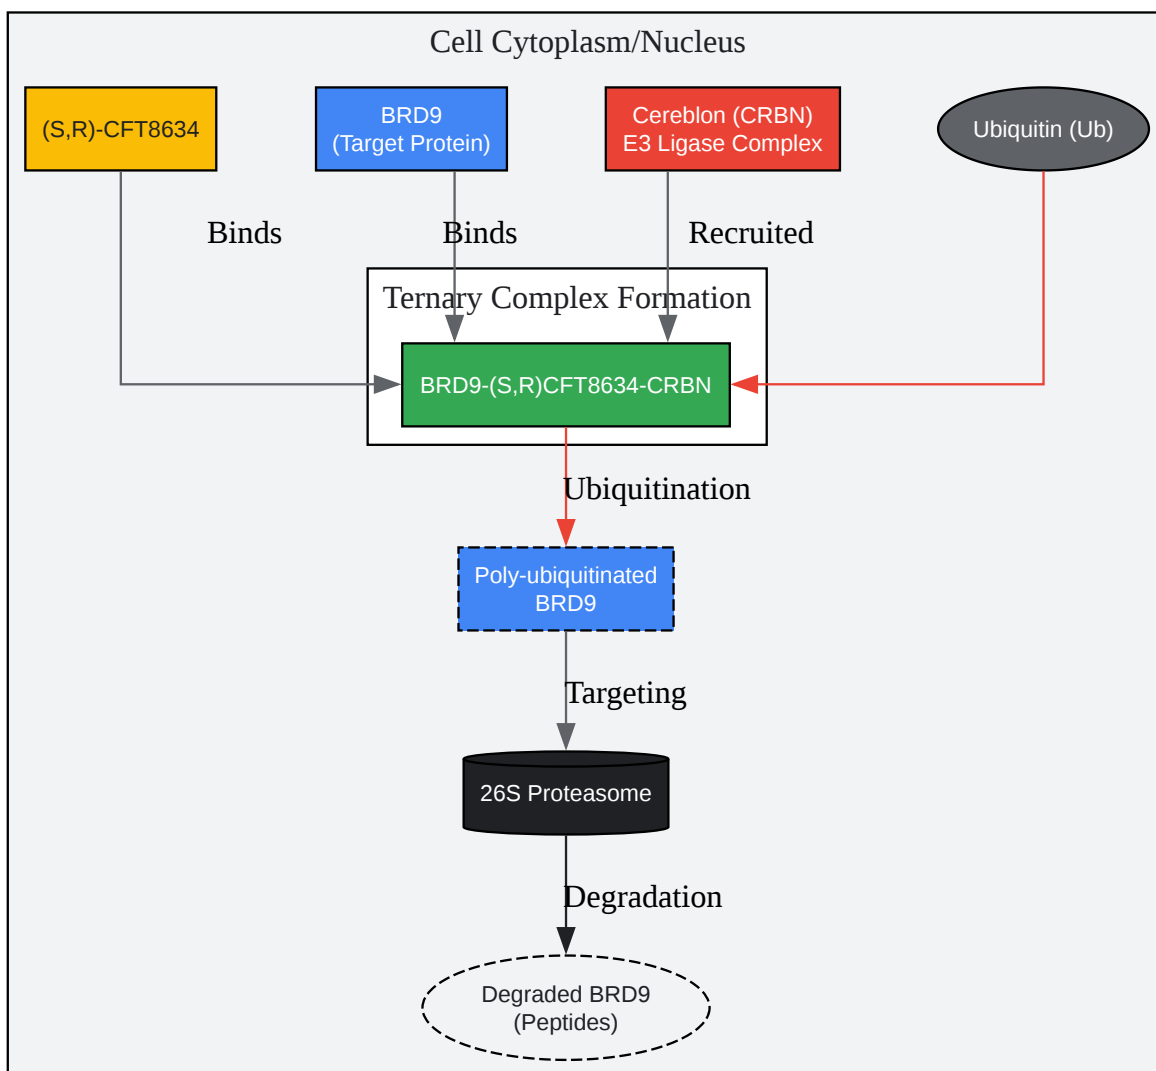 Cell Cytoplasm/Nucleus
(S,R)-CFT8634
BRD9
(Target Protein)
Cereblon (CRBN)
E3 Ligase Complex
Ubiquitin (Ub)
Binds
Binds
Recruited
Ternary Complex Formation
BRD9-(S,R)CFT8634-CRBN
Ubiquitination
Poly-ubiquitinated
BRD9
Targeting
26S Proteasome
Degradation
Degraded BRD9
(Peptides)